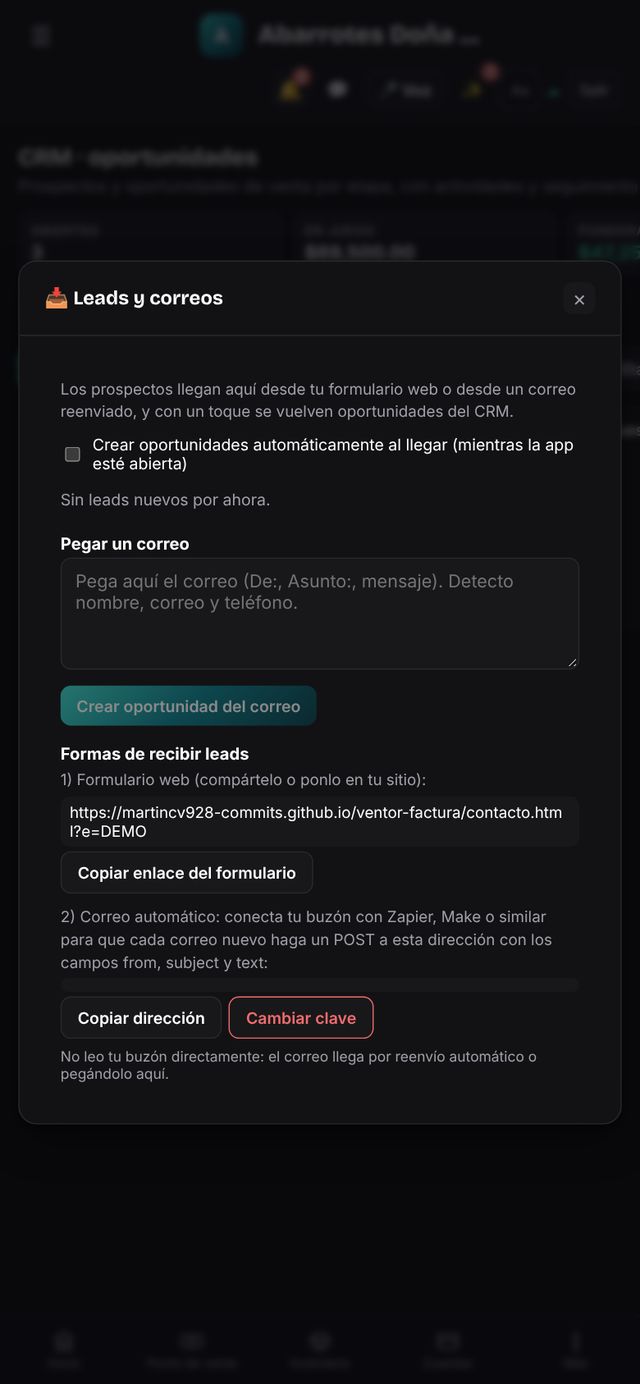 Abarrotes Doña ...
CRM · oportunidades
📥 Leads y correos
×
Los prospectos llegan aquí desde tu formulario web o desde un correo
reenviado, y con un toque se vuelven oportunidades del CRM.
Crear oportunidades automáticamente al llegar (mientras la app
esté abierta)
Sin leads nuevos por ahora.
Pegar un correo
Pega aquí el correo (De:, Asunto:, mensaje). Detecto
nombre, correo y teléfono.
Crear oportunidad del correo
Formas de recibir leads
1) Formulario web (compártelo o ponlo en tu sitio):
https://martincv928-commits.github.io/ventor-factura/contacto.htm
l?e=DEMO
Copiar enlace del formulario
2) Correo automático: conecta tu buzón con Zapier, Make o similar
para que cada correo nuevo haga un POST a esta dirección con los
campos from, subject y text:
Copiar dirección
Cambiar clave
No leo tu buzón directamente: el correo llega por reenvío automático o
pegándolo aquí.